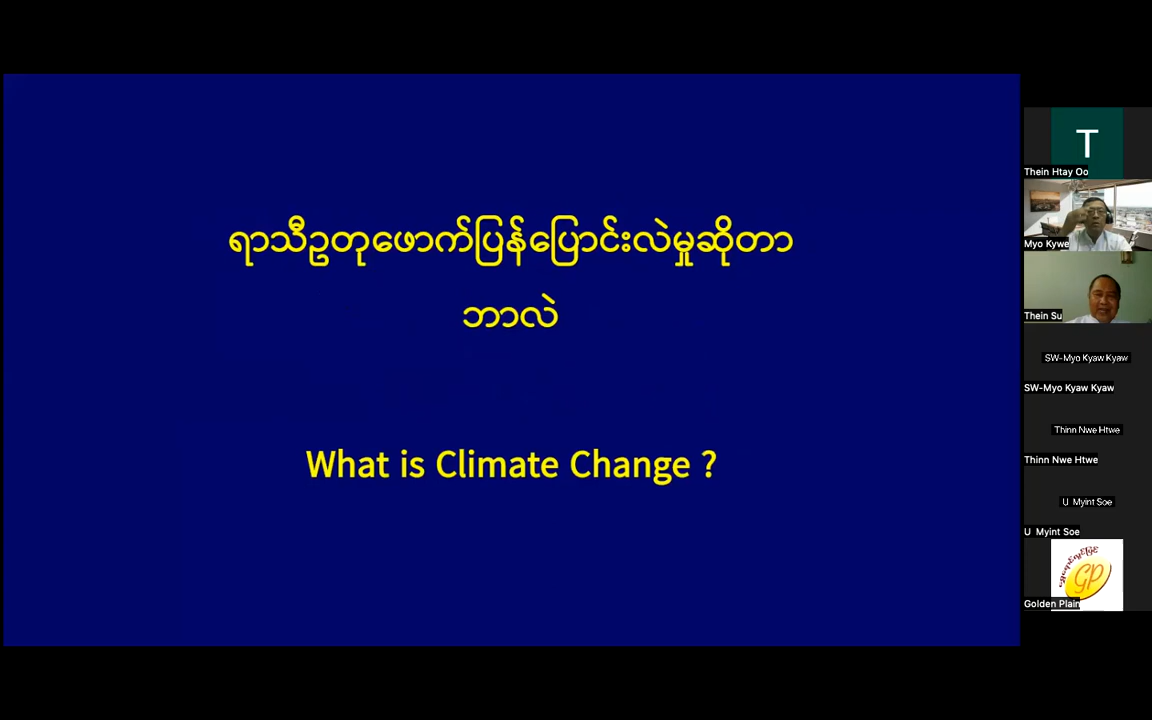 ရာသီဥတုဖောက်ပြန်ပြောင်းလဲမှုဆိုတာ
ဘာလဲ
What is Climate Change ?
T
Thein Htay Oo
Myo Kywe
Thein Su
SW-Myo Kyaw Kyaw
SW-Myo Kyaw Kyaw
Thinn Nwe Htwe
Thinn Nwe Htwe
U Myint Soe
U Myint Soe
GP
Golden Plain